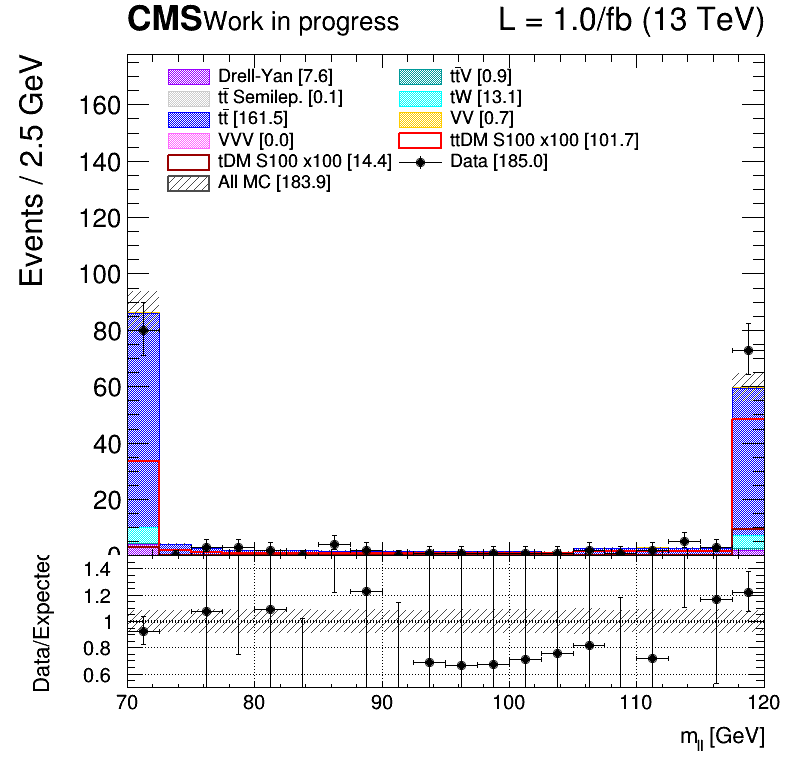 CMS Work in progress L = 1.0/fb (13 TeV)
Events / 2.5 GeV
160
140
120
100
80
60
40
20
0
Drell-Yan [7.6]
tt̄ Semilep. [0.1]
tt̄ [161.5]
VVV [0.0]
tDM S100 x100 [14.4]
All MC [183.9]
tt̄V [0.9]
tW [13.1]
VV [0.7]
ttDM S100 x100 [101.7]
Data [185.0]
Data/Expected
1.4
1.2
1
0.8
0.6
70 80 90 100 110 120
m_ll [GeV]